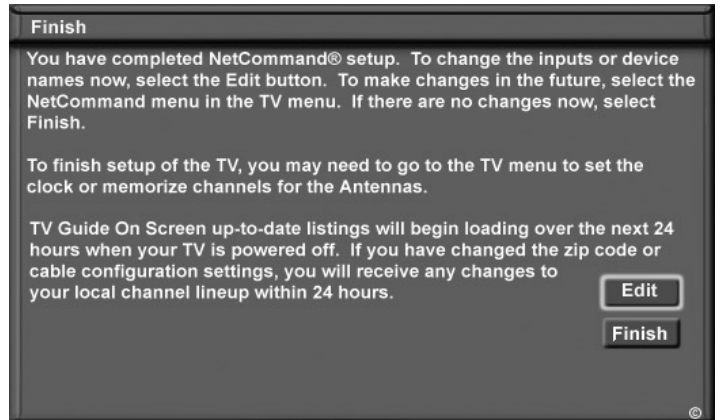 Finish
You have completed NetCommand® setup. To change the inputs or device
names now, select the Edit button. To make changes in the future, select the
NetCommand menu in the TV menu. If there are no changes now, select
Finish.
To finish setup of the TV, you may need to go to the TV menu to set the
clock or memorize channels for the Antennas.
TV Guide On Screen up-to-date listings will begin loading over the next 24
hours when your TV is powered off. If you have changed the zip code or
cable configuration settings, you will receive any changes to
your local channel lineup within 24 hours.
Edit
Finish
©